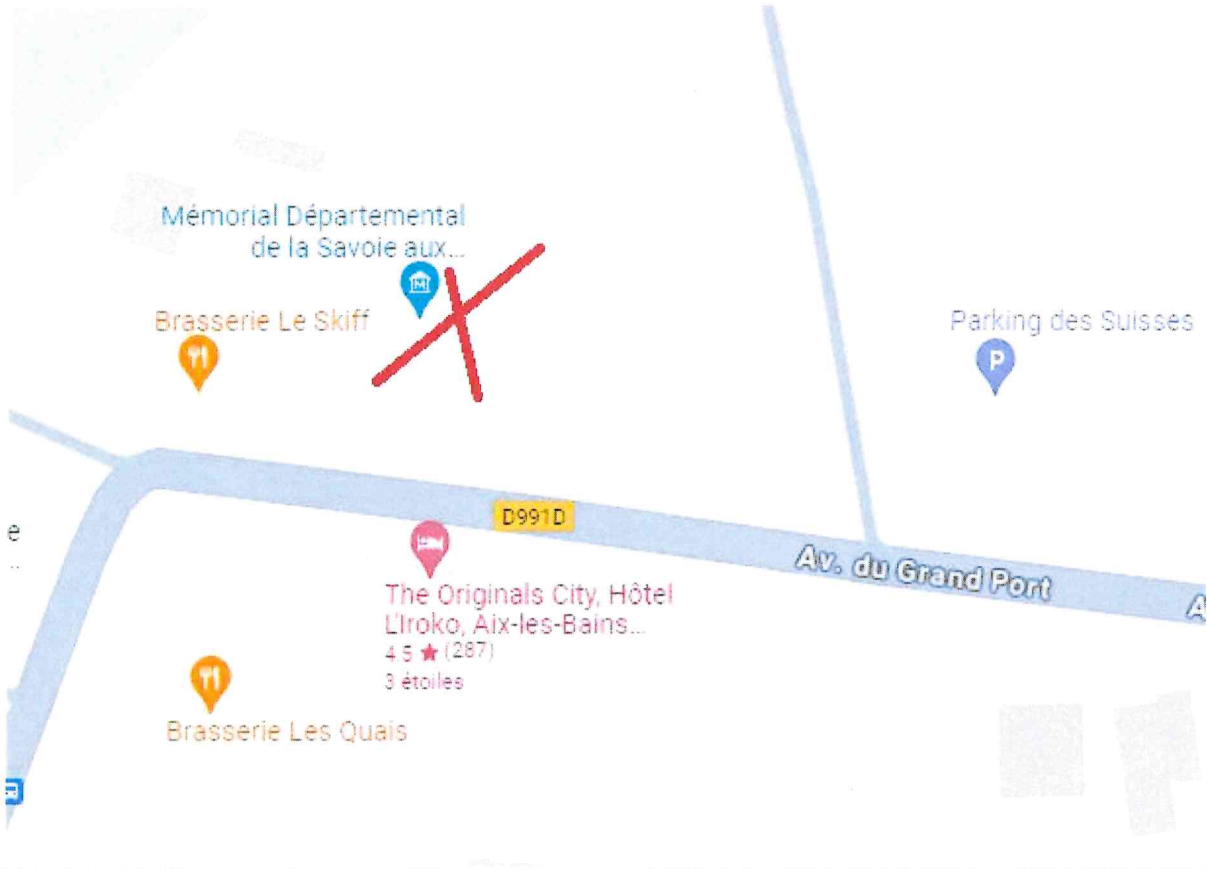 Mémorial Départemental
de la Savoie aux...
Brasserie Le Skiff
Parking des Suisses
P
D991D
Av. du Grand Port
A
e
..
The Originals City, Hôtel
L'Iroko, Aix-les-Bains...
4.5 ★ (287)
3 étoiles
Brasserie Les Quais